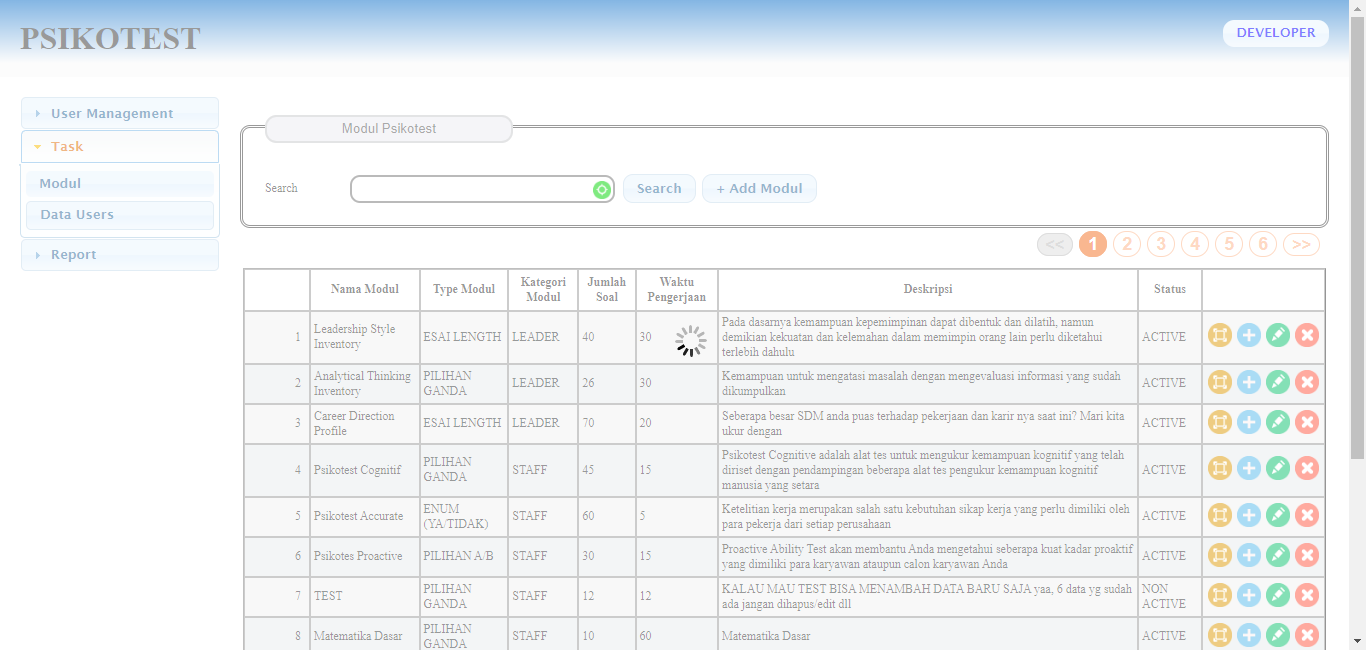 PSIKOTEST
DEVELOPER
User Management
Task
Modul
Data Users
Report
Modul Psikotest
Search
Search
+ Add Modul
<< 1 2 3 4 5 6 >>
Nama Modul Type Modul Kategori Modul Jumlah Soal Waktu Pengerjaan Deskripsi Status
1 Leadership Style Inventory ESAI LENGTH LEADER 40 30 Pada dasarnya kemampuan kepemimpinan dapat dibentuk dan dilatih, namun
demikian kekuatan dan kelemahan dalam memimpin orang lain perlu diketahui
terlebih dahulu ACTIVE
2 Analytical Thinking Inventory PILIHAN GANDA LEADER 26 30 Kemampuan untuk mengatasi masalah dengan mengevaluasi informasi yang sudah
dikumpulkan ACTIVE
3 Career Direction Profile ESAI LENGTH LEADER 70 20 Seberapa besar SDM anda puas terhadap pekerjaan dan karir nya saat ini? Mari kita
ukur dengan ACTIVE
4 Psikotest Cognitif PILIHAN GANDA STAFF 45 15 Psikotest Cognitive adalah alat tes untuk mengukur kemampuan kognitif yang telah
diriset dengan pendampingan beberapa alat tes pengukur kemampuan kognitif
manusia yang setara ACTIVE
5 Psikotest Accurate ENUM (YA/TIDAK) STAFF 60 5 Ketelitian kerja merupakan salah satu kebutuhan sikap kerja yang perlu dimiliki oleh
para pekerja dari setiap perusahaan ACTIVE
6 Psikotes Proactive PILIHAN A/B STAFF 30 15 Proactive Ability Test akan membantu Anda mengetahui seberapa kuat kadar proaktif
yang dimiliki para karyawan ataupun calon karyawan Anda ACTIVE
7 TEST PILIHAN GANDA STAFF 12 12 KALAU MAU TEST BISA MENAMBAH DATA BARU SAJA yaa, 6 data yg sudah
ada jangan dihapus/edit dll NON ACTIVE
8 Matematika Dasar PILIHAN GANDA STAFF 10 60 Matematika Dasar ACTIVE